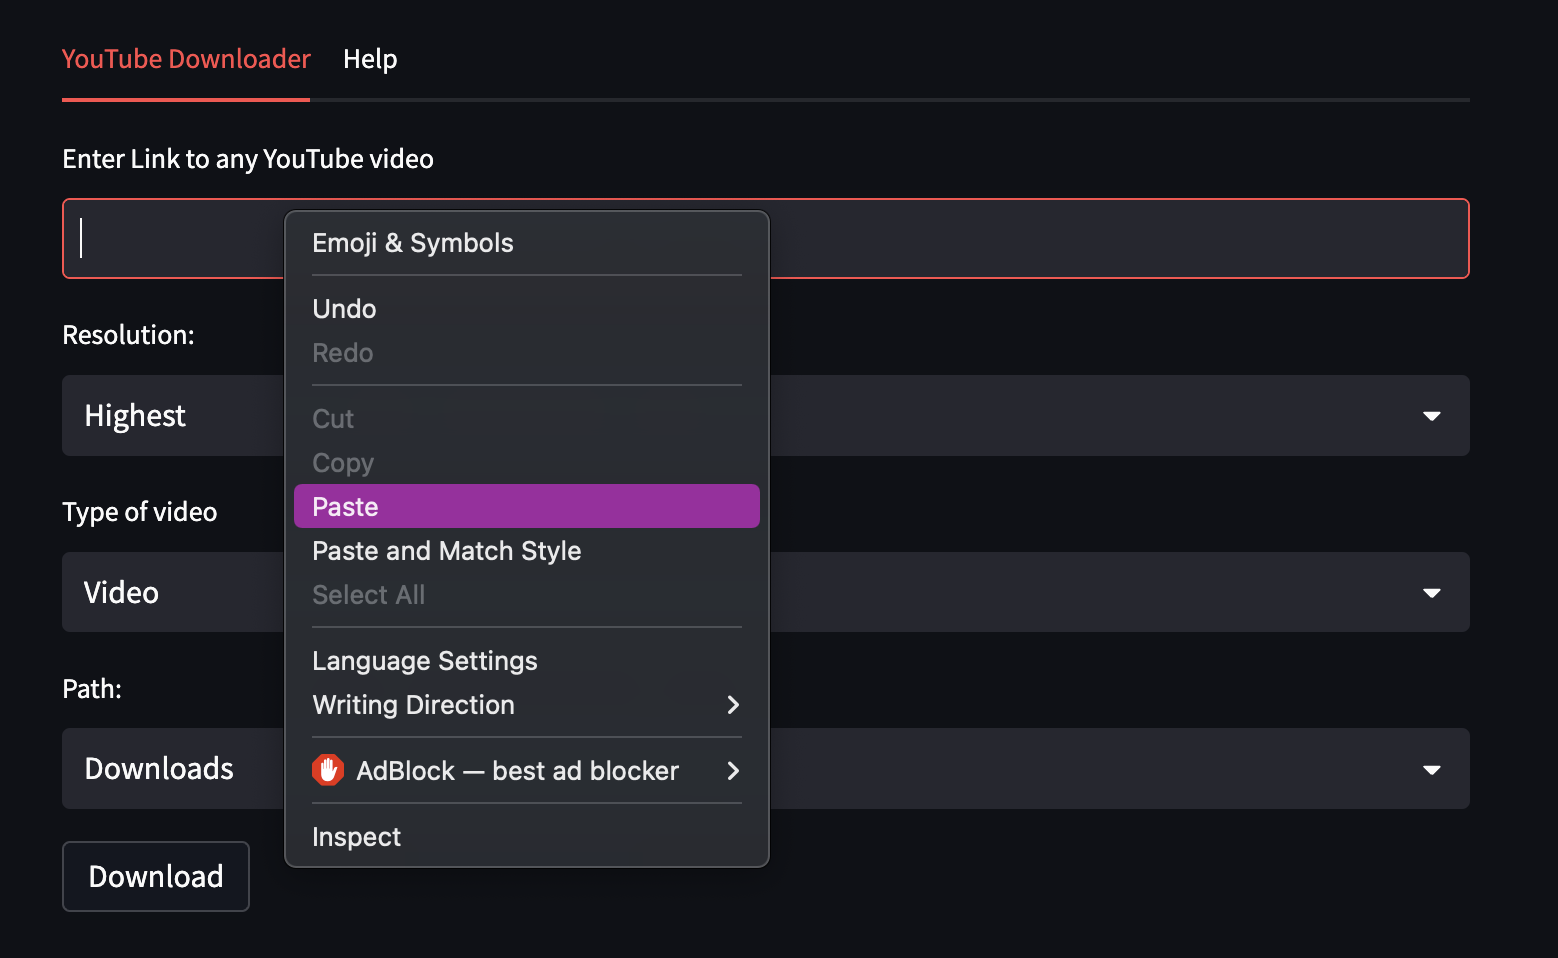 YouTube Downloader Help
Enter Link to any YouTube video
Emoji & Symbols
Undo
Redo
Cut
Copy
Paste
Paste and Match Style
Select All
Language Settings
Writing Direction
AdBlock — best ad blocker
Inspect
Resolution:
Highest
Type of video
Video
Path:
Downloads
Download